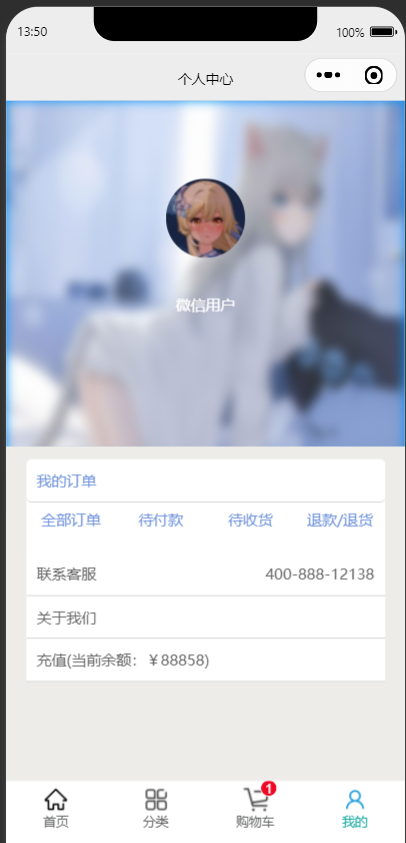 13:50 100%
个人中心
微信用户
我的订单
全部订单 待付款 待收货 退款/退货
联系客服 400-888-12138
关于我们
充值(当前余额：￥88858)
1
首页 分类 购物车 我的